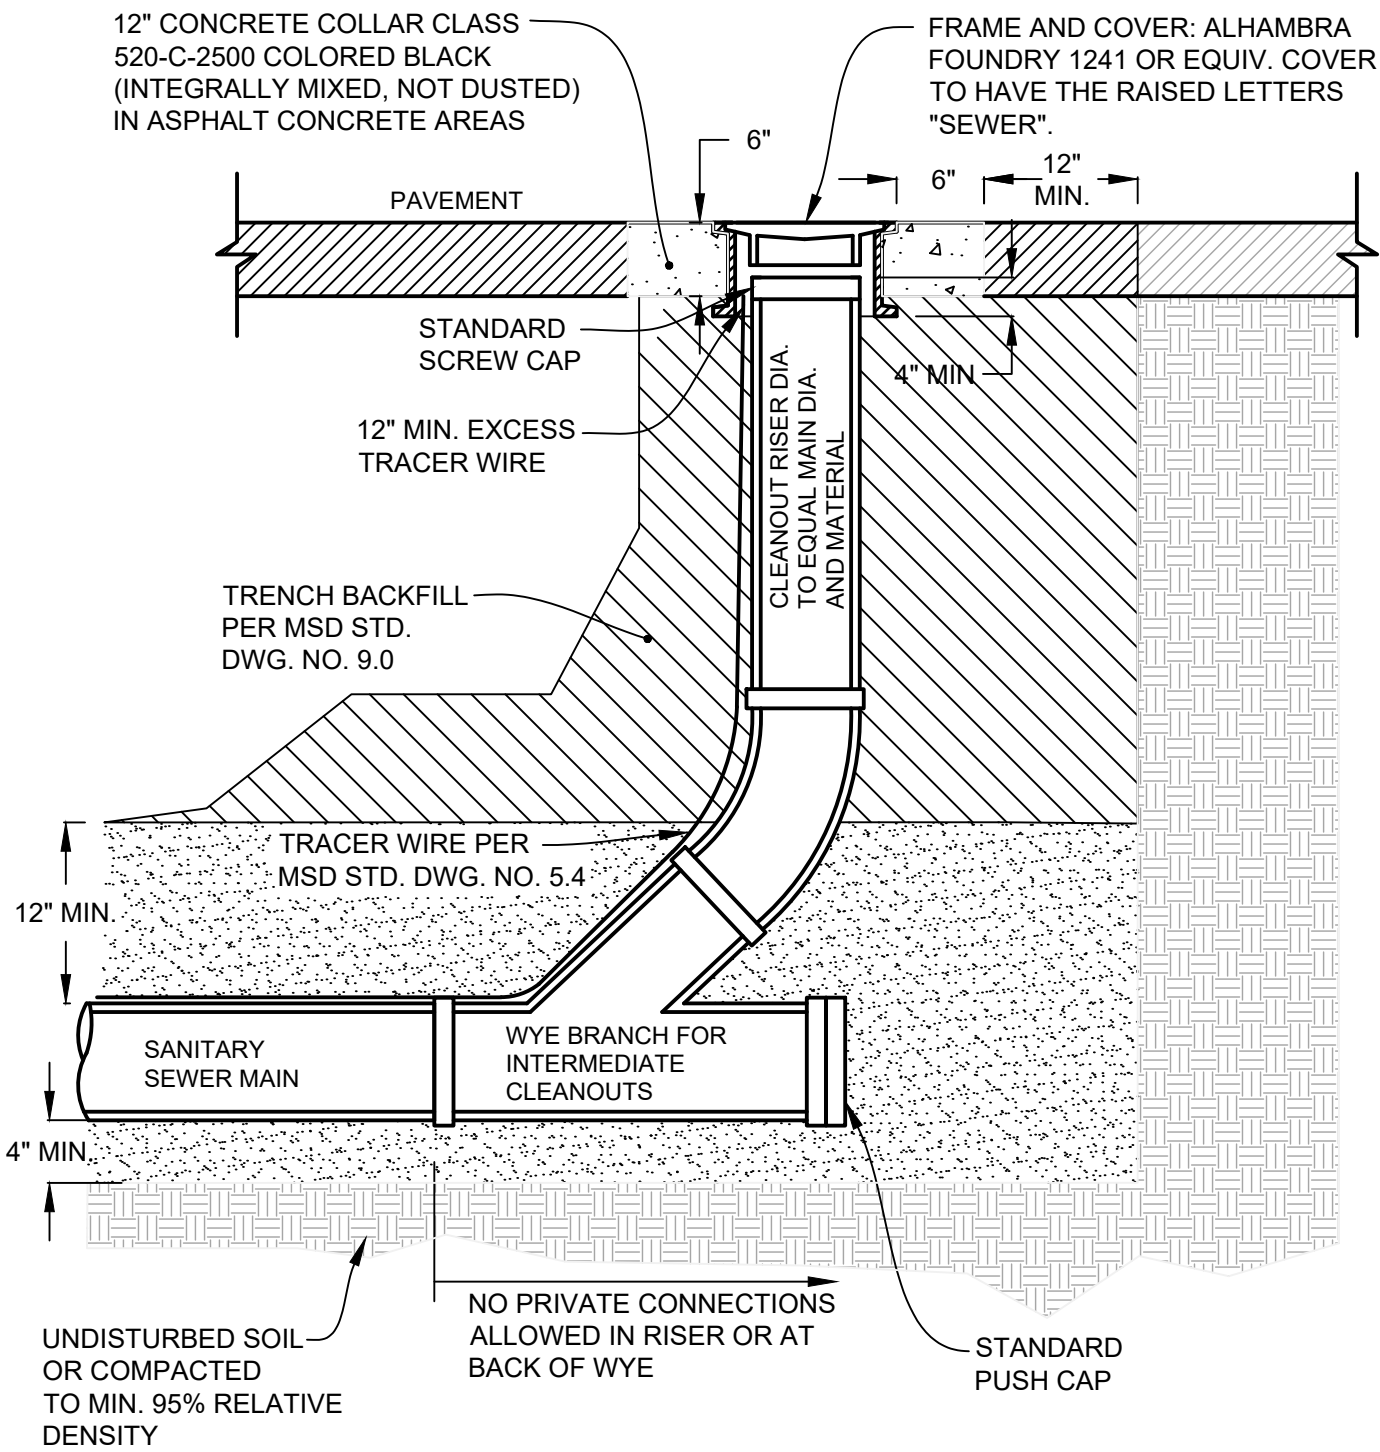 12" CONCRETE COLLAR CLASS
520-C-2500 COLORED BLACK
(INTEGRALLY MIXED, NOT DUSTED)
IN ASPHALT CONCRETE AREAS
FRAME AND COVER: ALHAMBRA
FOUNDRY 1241 OR EQUIV. COVER
TO HAVE THE RAISED LETTERS
"SEWER".
6"
6"
12"
MIN.
PAVEMENT
STANDARD
SCREW CAP
4" MIN
12" MIN. EXCESS
TRACER WIRE
CLEANOUT RISER DIA.
TO EQUAL MAIN DIA.
AND MATERIAL
TRENCH BACKFILL
PER MSD STD.
DWG. NO. 9.0
TRACER WIRE PER
MSD STD. DWG. NO. 5.4
12" MIN.
SANITARY
SEWER MAIN
WYE BRANCH FOR
INTERMEDIATE
CLEANOUTS
4" MIN.
NO PRIVATE CONNECTIONS
ALLOWED IN RISER OR AT
BACK OF WYE
UNDISTURBED SOIL
OR COMPACTED
TO MIN. 95% RELATIVE
DENSITY
STANDARD
PUSH CAP